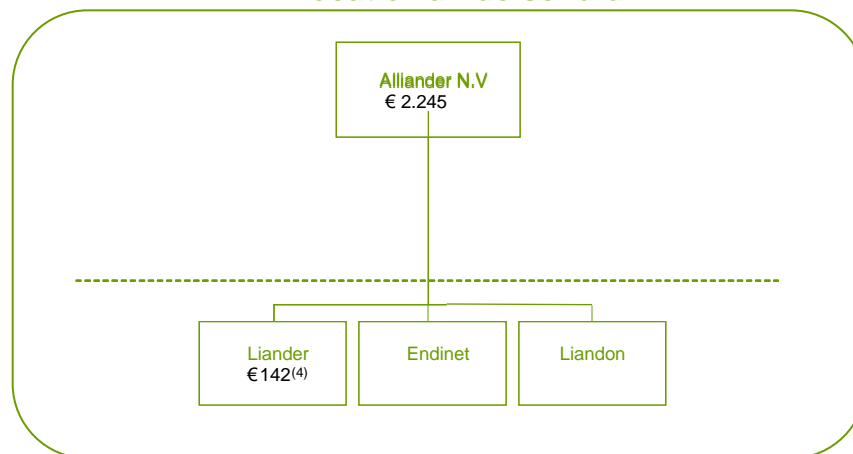 Alliander N.V
€ 2.245
Liander
€142(4)
Endinet
Liandon